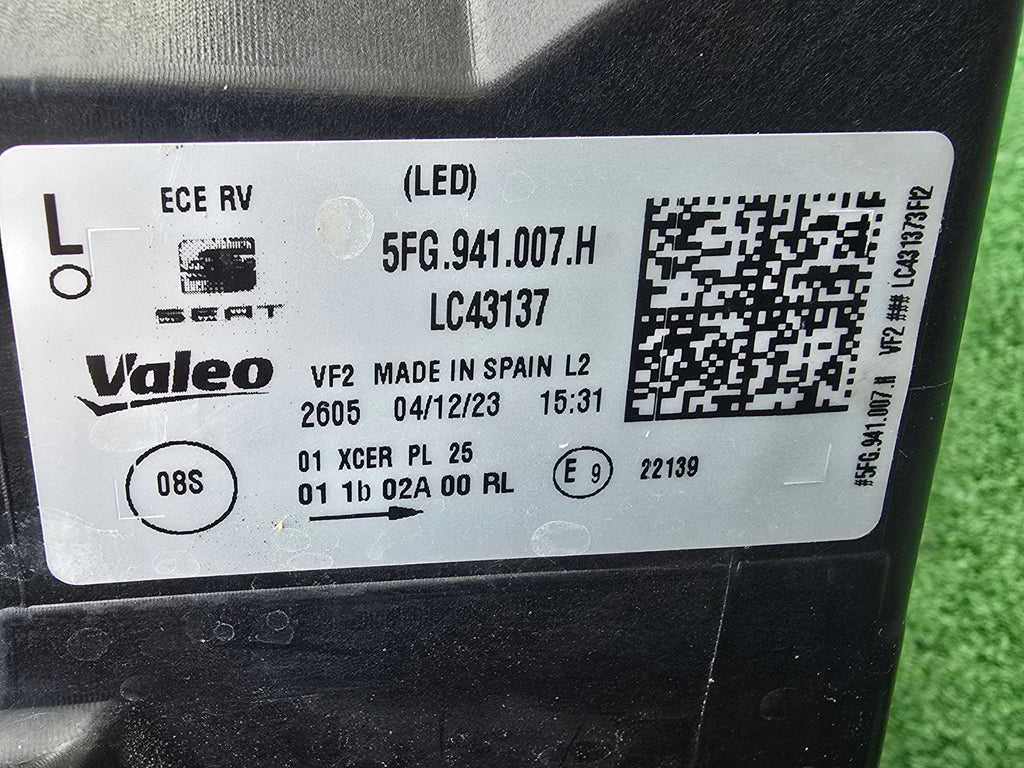 L
ECE RV
(LED)
SEAT
5FG.941.007.H
LC43137
Valeo
VF2 MADE IN SPAIN L2
2605 04/12/23 15:31
08S
01 XCER PL 25
01 1b 02A 00 RL
E 9
22139
#5FG.941.007.H VF2 ### LC431373FI2